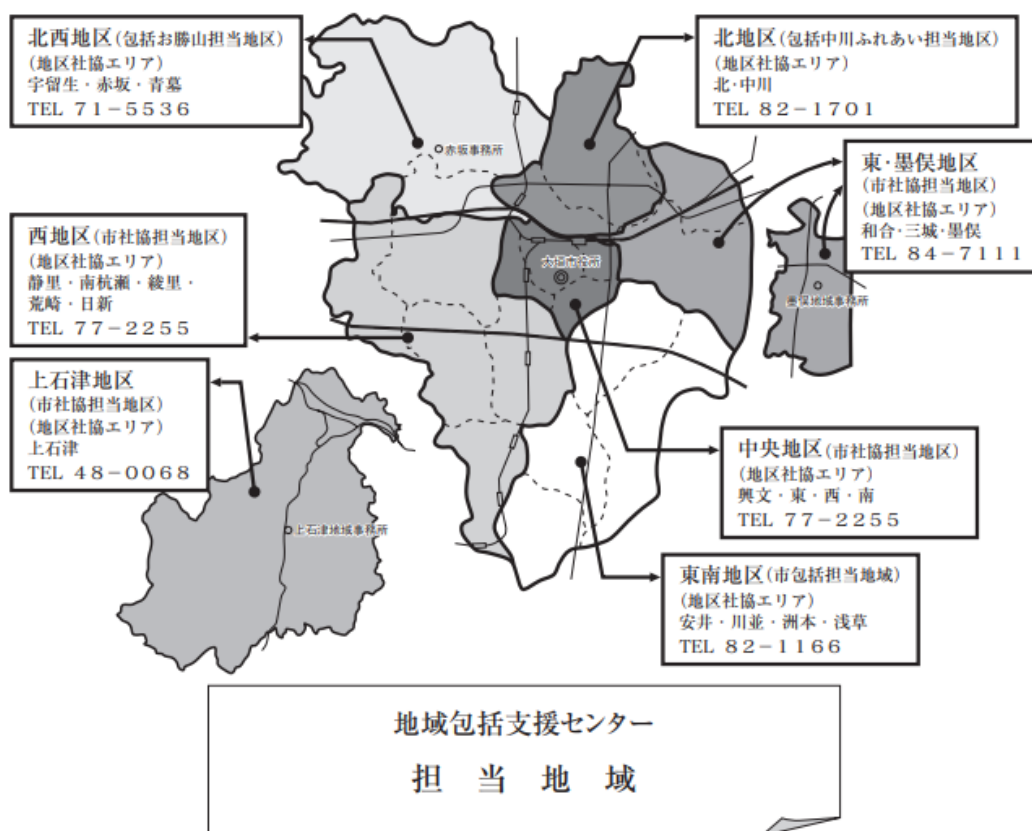 北西地区(包括お勝山担当地区)
(地区社協エリア)
宇留生・赤坂・青墓
TEL 71-5536
北地区(包括中川ふれあい担当地区)
(地区社協エリア)
北・中川
TEL 82-1701
赤坂事務所
東・墨俣地区
(市社協担当地区)
(地区社協エリア)
和合・三城・墨俣
TEL 84-7111
西地区(市社協担当地区)
(地区社協エリア)
静里・南杭瀬・綾里・
荒崎・日新
TEL 77-2255
大垣市役所
墨俣地域事務所
上石津地区
(市社協担当地区)
(地区社協エリア)
上石津
TEL 48-0068
上石津地域事務所
中央地区(市社協担当地区)
(地区社協エリア)
興文・東・西・南
TEL 77-2255
東南地区(市包括担当地域)
(地区社協エリア)
安井・川並・洲本・浅草
TEL 82-1166
地域包括支援センター
担当地域